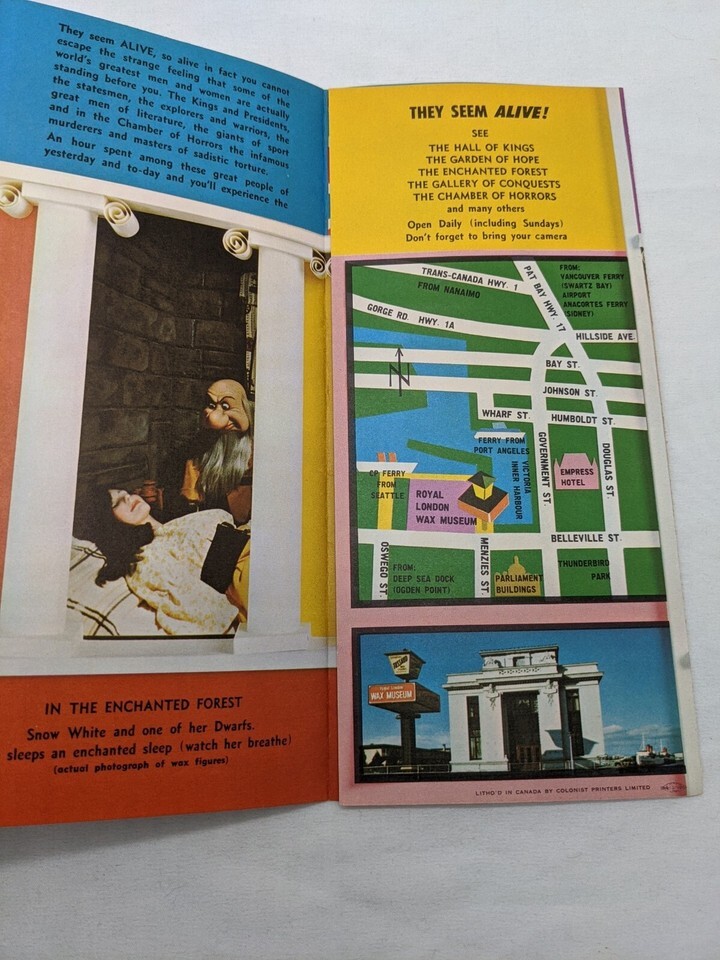 They seem ALIVE, so alive in fact you cannot
escape the strange feeling that some of the
world's greatest men and women are actually
standing before you. The Kings and Presidents,
the statesmen, the explorers and warriors, the
great men of literature, the giants of sport
and in the Chamber of Horrors the infamous
murderers and masters of sadistic torture.
An hour spent among these great people of
yesterday and to-day and you'll experience the
IN THE ENCHANTED FOREST
Snow White and one of her Dwarfs.
sleeps an enchanted sleep (watch her breathe)
(actual photograph of wax figures)
THEY SEEM ALIVE!
SEE
THE HALL OF KINGS
THE GARDEN OF HOPE
THE ENCHANTED FOREST
THE GALLERY OF CONQUESTS
THE CHAMBER OF HORRORS
and many others
Open Daily (including Sundays)
Don't forget to bring your camera
TRANS-CANADA HWY. 1
FROM NANAIMO
PAT BAY HWY. 17
FROM:
VANCOUVER FERRY
(SWARTZ BAY)
AIRPORT
ANACORTES FERRY
(SIDNEY)
GORGE RD. HWY. 1A
HILLSIDE AVE.
BAY ST.
N
JOHNSON ST.
WHARF ST.
HUMBOLDT ST.
FERRY FROM
PORT ANGELES
VICTORIA
INNER HARBOUR
GOVERNMENT ST.
DOUGLAS ST.
EMPRESS
HOTEL
CP FERRY
FROM
SEATTLE
ROYAL
LONDON
WAX MUSEUM
BELLEVILLE ST.
OSWEGO ST.
FROM:
DEEP SEA DOCK
(OGDEN POINT)
MENZIES ST.
PARLIAMENT
BUILDINGS
THUNDERBIRD
PARK
WAX MUSEUM
LITHO'D IN CANADA BY COLONIST PRINTERS LIMITED